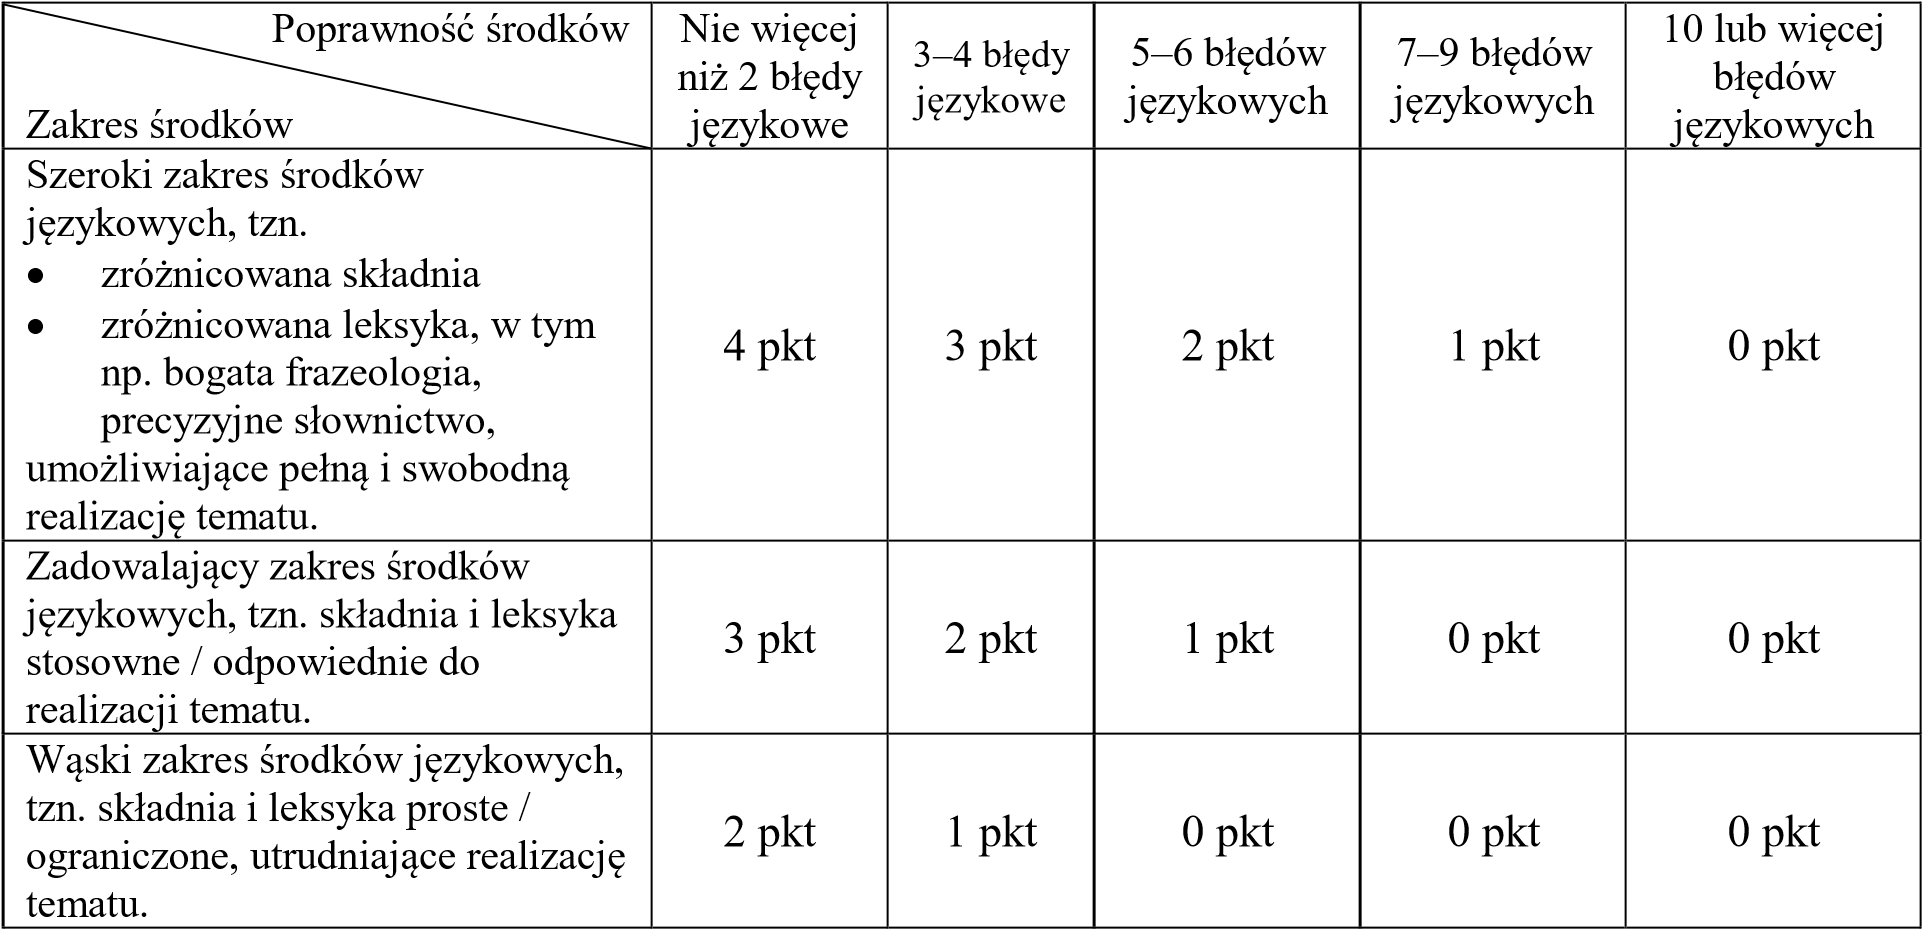 Poprawność środków
Zakres środków
Nie więcej
niż 2 błędy
językowe
3–4 błędy
językowe
5–6 błędów
językowych
7–9 błędów
językowych
10 lub więcej
błędów
językowych
Szeroki zakres środków
językowych, tzn.
• zróżnicowana składnia
• zróżnicowana leksyka, w tym
np. bogata frazeologia,
precyzyjne słownictwo,
umożliwiające pełną i swobodną
realizację tematu.
4 pkt
3 pkt
2 pkt
1 pkt
0 pkt
Zadowalający zakres środków
językowych, tzn. składnia i leksyka
stosowne / odpowiednie do
realizacji tematu.
3 pkt
2 pkt
1 pkt
0 pkt
0 pkt
Wąski zakres środków językowych,
tzn. składnia i leksyka proste /
ograniczone, utrudniające realizację
tematu.
2 pkt
1 pkt
0 pkt
0 pkt
0 pkt